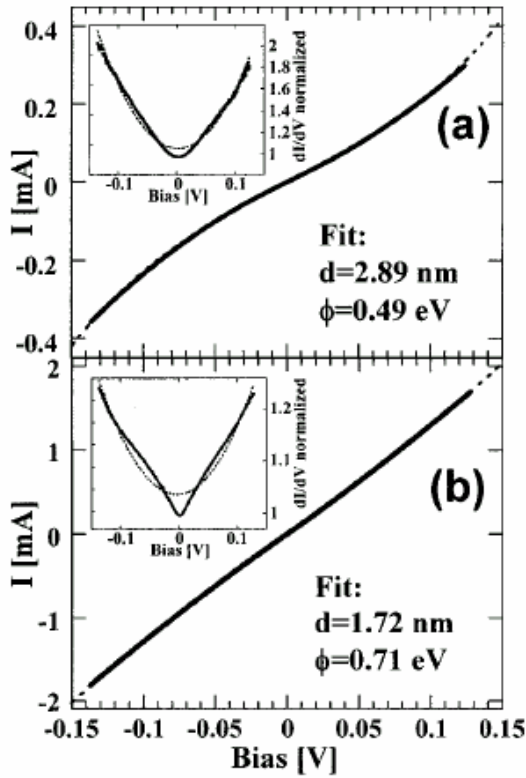 0.4
0.2
0
-0.2
-0.4
I [mA]
2
1.8
1.6
1.4
1.2
1
dI/dV normalized
-0.1
0
0.1
Bias [V]
(a)
Fit:
d=2.89 nm
ϕ=0.49 eV
2
1
0
-1
-2
I [mA]
1.2
1.1
1
dI/dV normalized
-0.1
0
0.1
Bias [V]
(b)
Fit:
d=1.72 nm
ϕ=0.71 eV
-0.15 -0.1 -0.05 0 0.05 0.1 0.15
Bias [V]